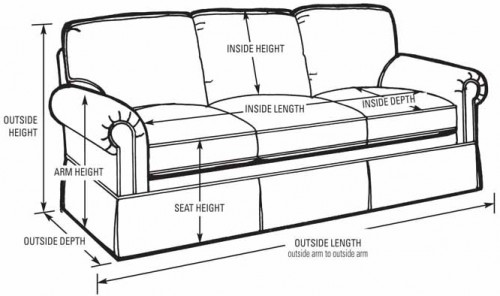 INSIDE HEIGHT
INSIDE LENGTH
INSIDE DEPTH
OUTSIDE
HEIGHT
ARM HEIGHT
SEAT HEIGHT
OUTSIDE DEPTH
OUTSIDE LENGTH
outside arm to outside arm